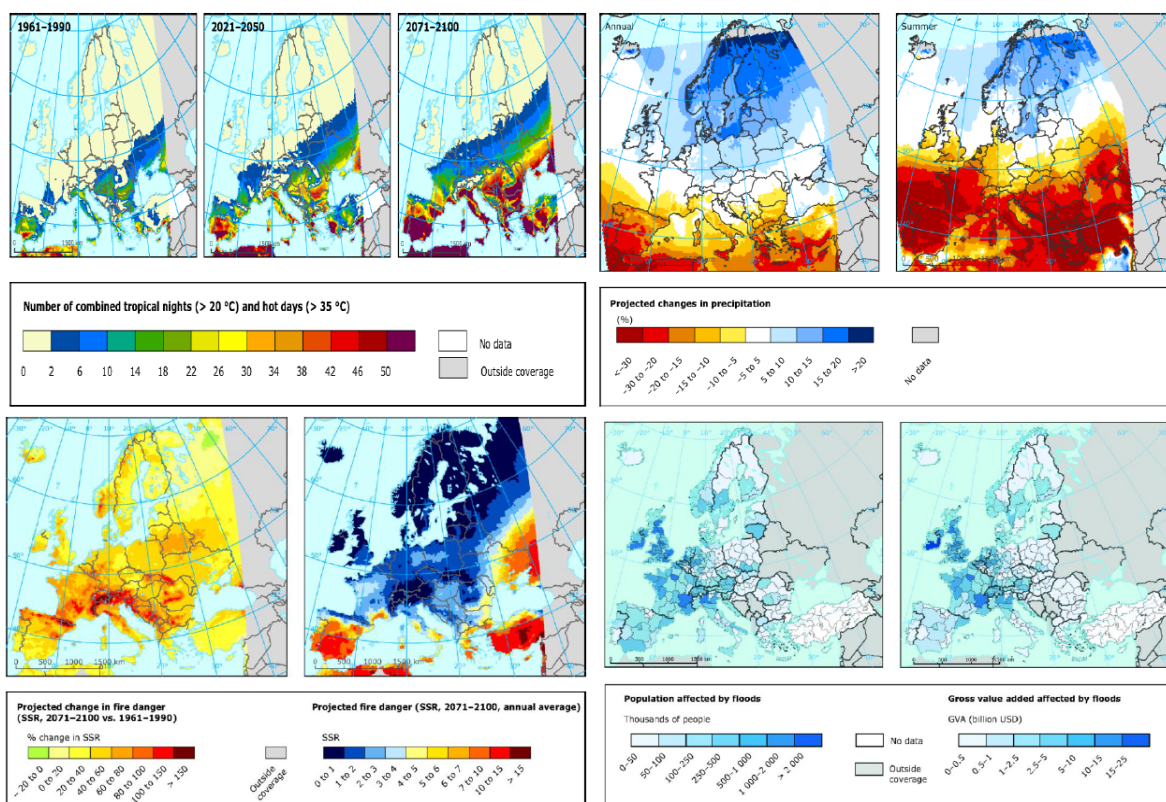 1961–1990
2021–2050
2071–2100
Annual
Summer
Number of combined tropical nights (> 20 °C) and hot days (> 35 °C)
0 2 6 10 14 18 22 26 30 34 38 42 46 50
No data
Outside coverage
Projected changes in precipitation
(%)
<–30
–30 to –20
–20 to –15
–15 to –10
–10 to –5
–5 to 5
5 to 10
10 to 15
15 to 20
>20
No data
0 500 1000 1500 km
0 500 1000 1500 km
Projected change in fire danger
(SSR, 2071–2100 vs. 1961–1990)
% change in SSR
– 20 to 0
0 to 20
20 to 40
40 to 60
60 to 80
80 to 100
100 to 150
> 150
Outside
coverage
Projected fire danger (SSR, 2071–2100, annual average)
SSR
0 to 1
1 to 2
2 to 3
3 to 4
4 to 5
5 to 6
6 to 7
7 to 10
10 to 15
> 15
Population affected by floods
Thousands of people
0–50
50–100
100–250
250–500
500–1 000
1 000–2 000
> 2 000
No data
Outside
coverage
Gross value added affected by floods
GVA (billion USD)
0–0.5
0.5–1
1–2.5
2.5–5
5–10
10–15
15–25